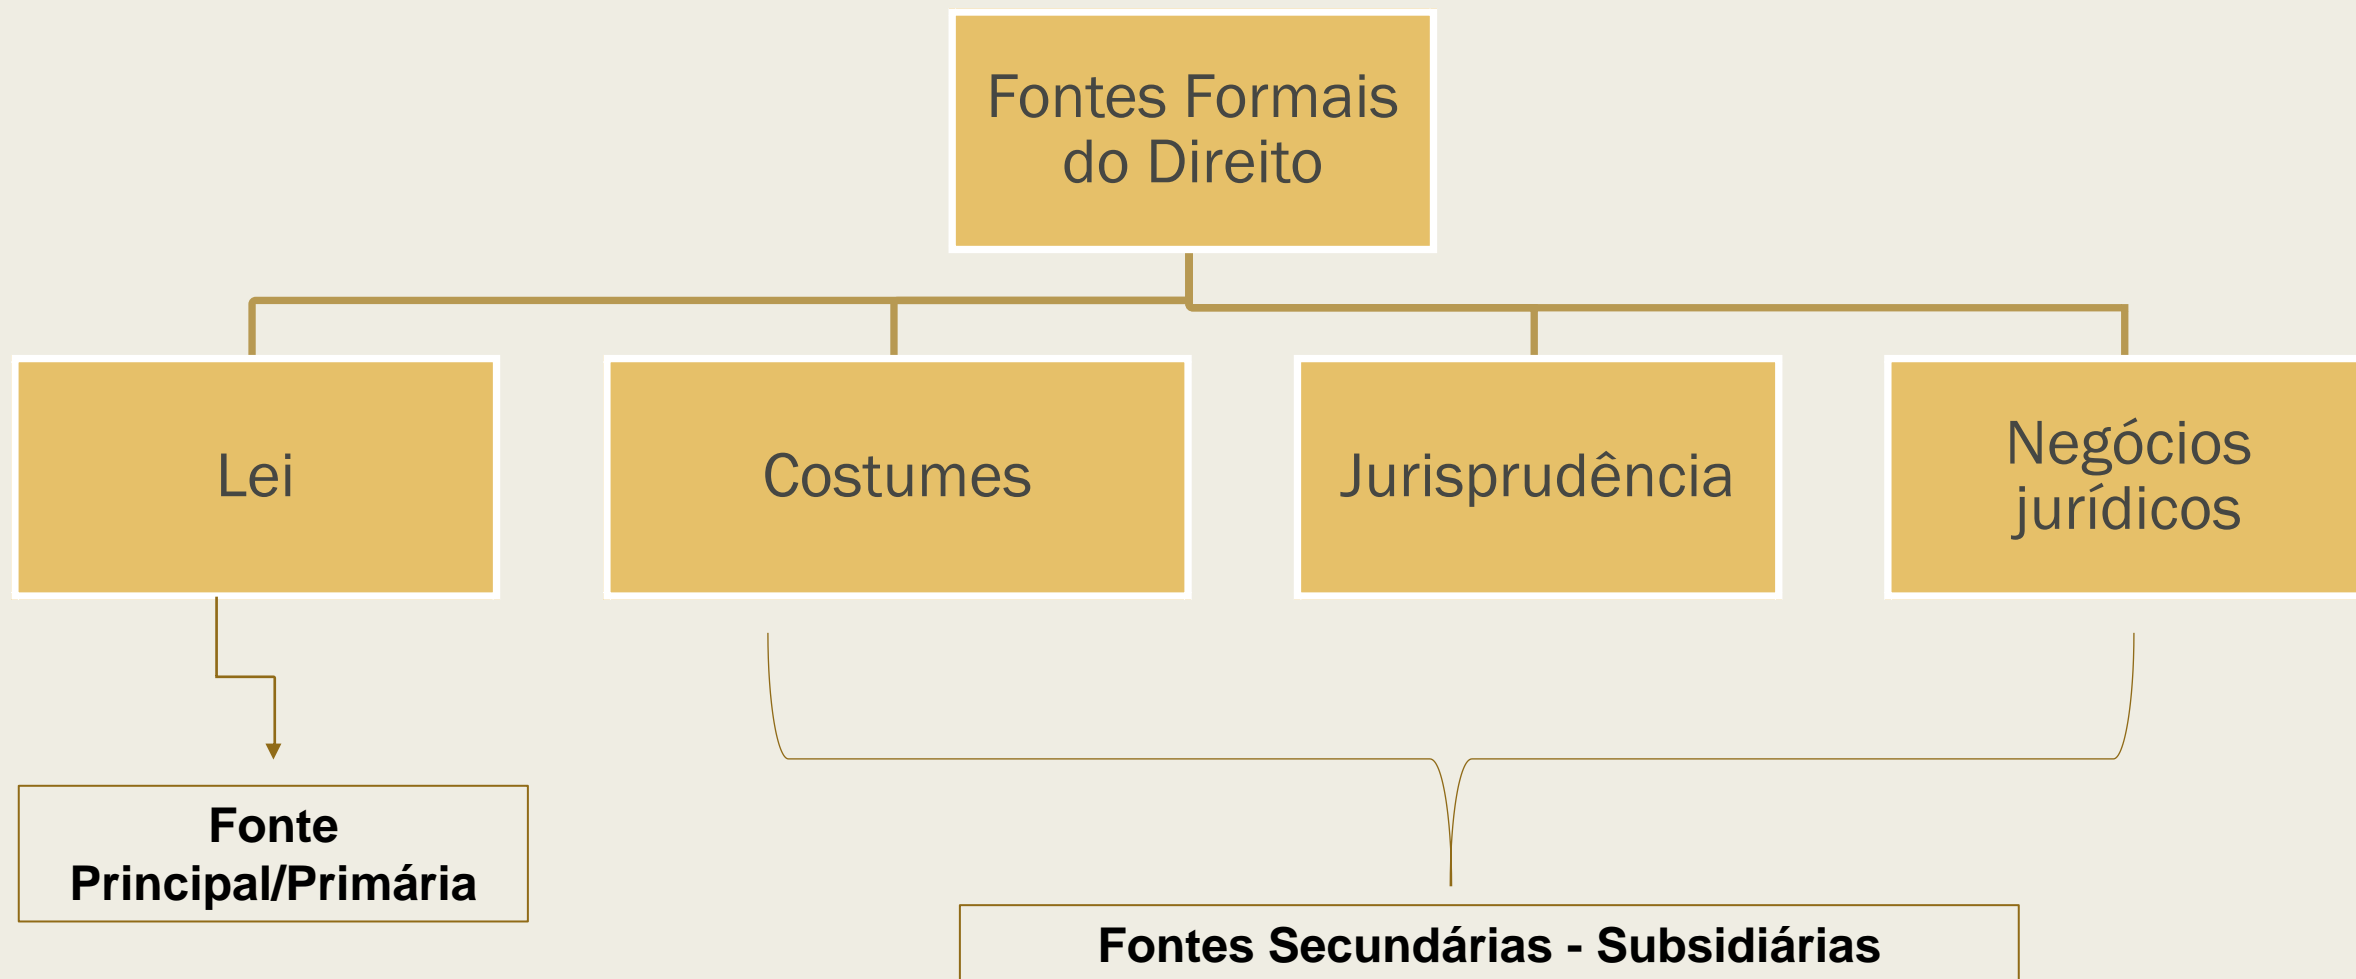 Fontes Formais
do Direito
Lei
Costumes
Jurisprudência
Negócios
jurídicos
Fonte
Principal/Primária
Fontes Secundárias - Subsidiárias